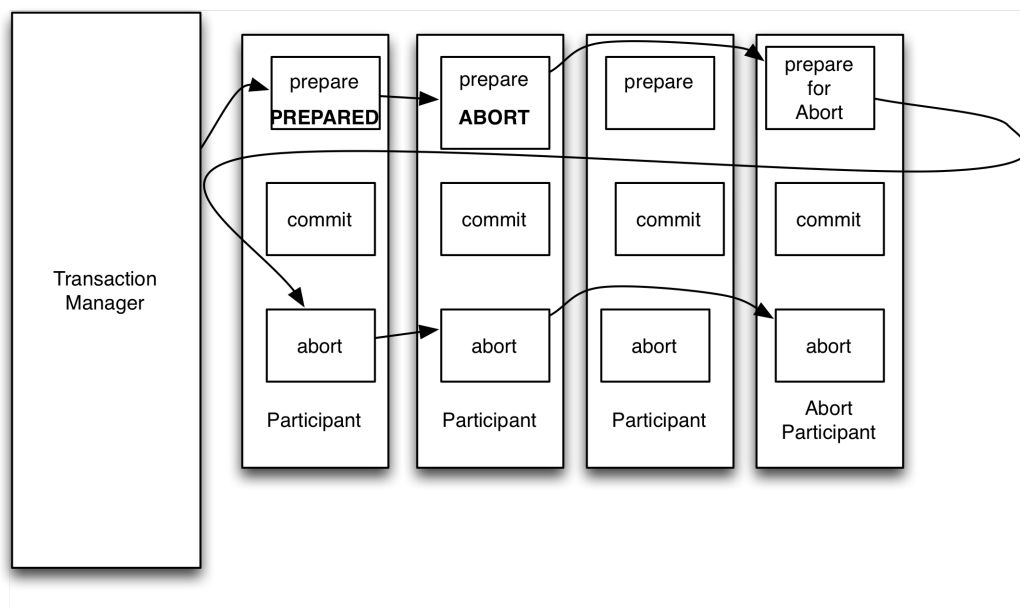 Transaction
Manager
prepare
PREPARED
commit
abort
Participant
prepare
ABORT
commit
abort
Participant
prepare
commit
abort
Participant
prepare
for
Abort
commit
abort
Abort
Participant